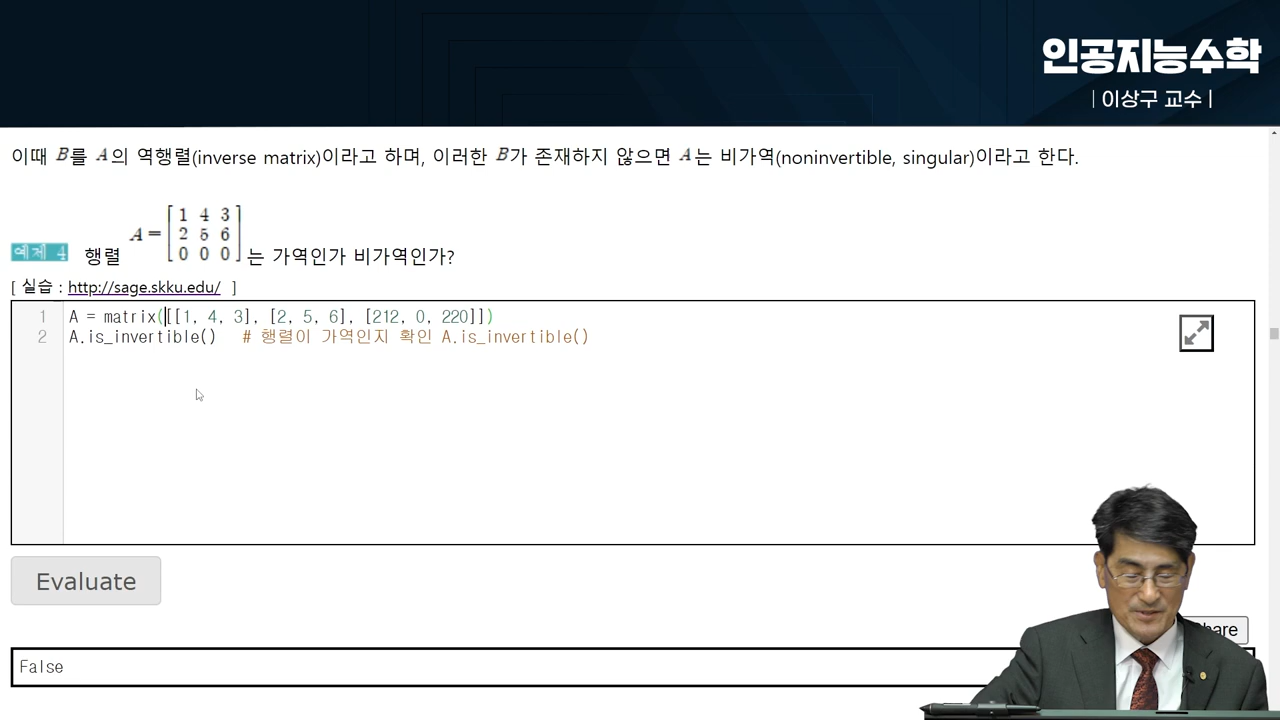 인공지능수학
| 이상구 교수 |
이때 B를 A의 역행렬(inverse matrix)이라고 하며, 이러한 B가 존재하지 않으면 A는 비가역(noninvertible, singular)이라고 한다.
예제 4 행렬 A = [1 4 3
2 5 6
0 0 0] 는 가역인가 비가역인가?
[ 실습 : http://sage.skku.edu/ ]
1 A = matrix([[1, 4, 3], [2, 5, 6], [212, 0, 220]])
2 A.is_invertible() # 행렬이 가역인지 확인 A.is_invertible()
Evaluate
hare
False